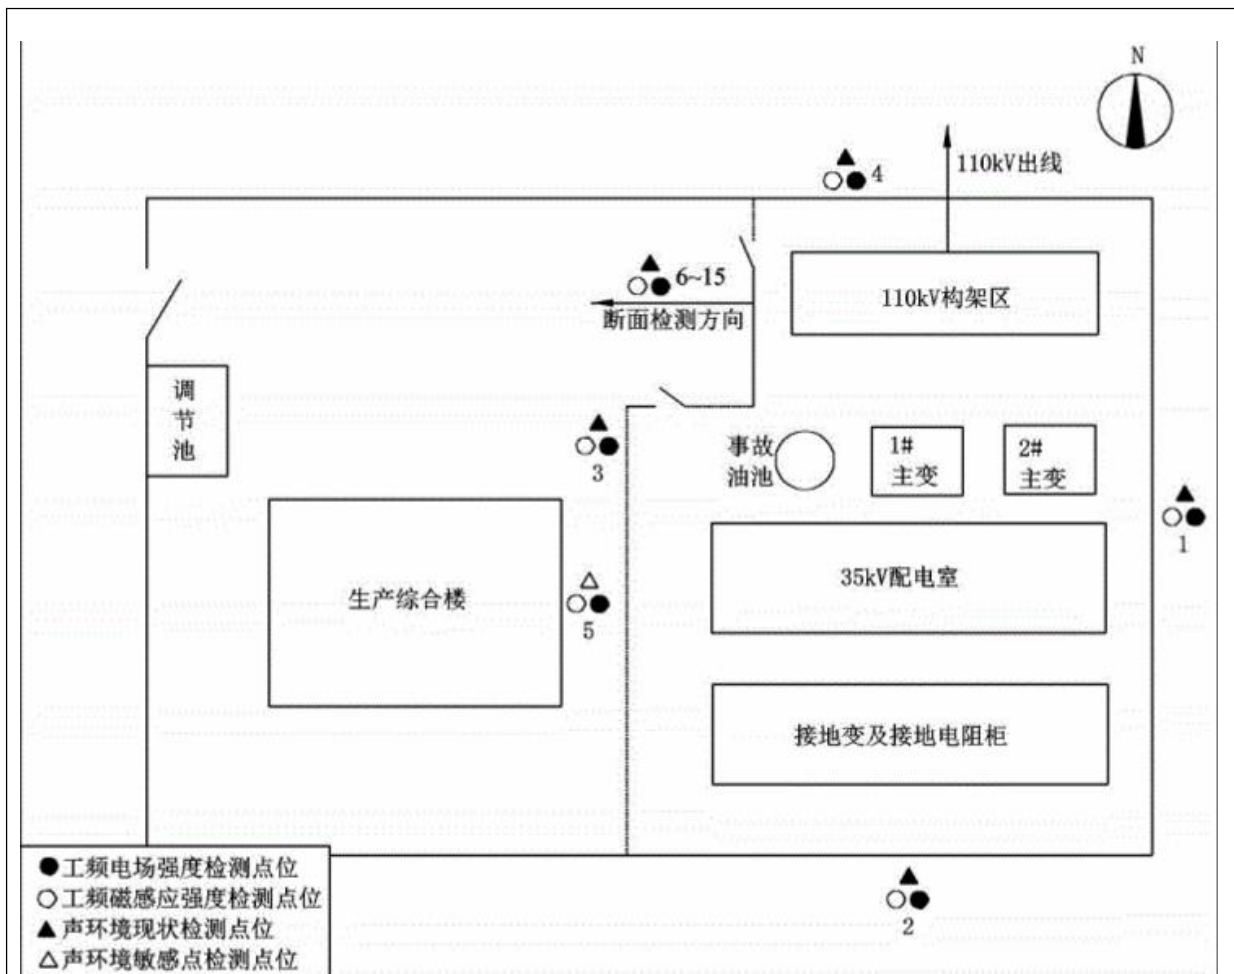 N
110kV出线
4
6~15
断面检测方向
110kV构架区
调
节
池
3
事故
油池
1#
主变
2#
主变
1
35kV配电室
生产综合楼
5
接地变及接地电阻柜
2
●工频电场强度检测点位
○工频磁感应强度检测点位
▲声环境现状检测点位
△声环境敏感点检测点位